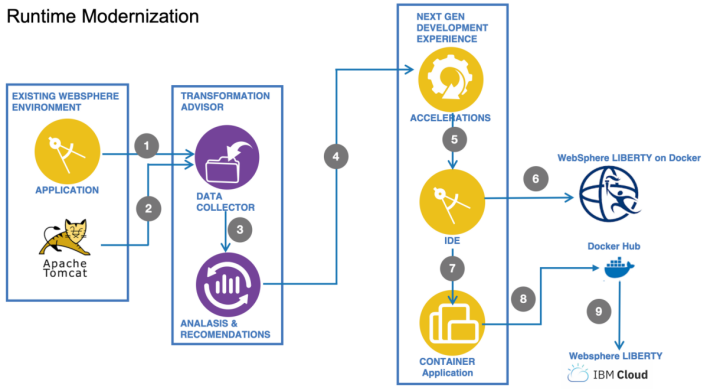 Runtime Modernization
EXISTING WEBSPHERE
ENVIRONMENT
APPLICATION
Apache
Tomcat
1
2
TRANSFORMATION
ADVISOR
DATA
COLLECTOR
3
ANALASIS &
RECOMENDATIONS
4
NEXT GEN
DEVELOPMENT
EXPERIENCE
ACCELERATIONS
5
IDE
6
WebSphere LIBERTY on Docker
7
CONTAINER
Application
8
Docker Hub
9
Websphere LIBERTY
IBM Cloud